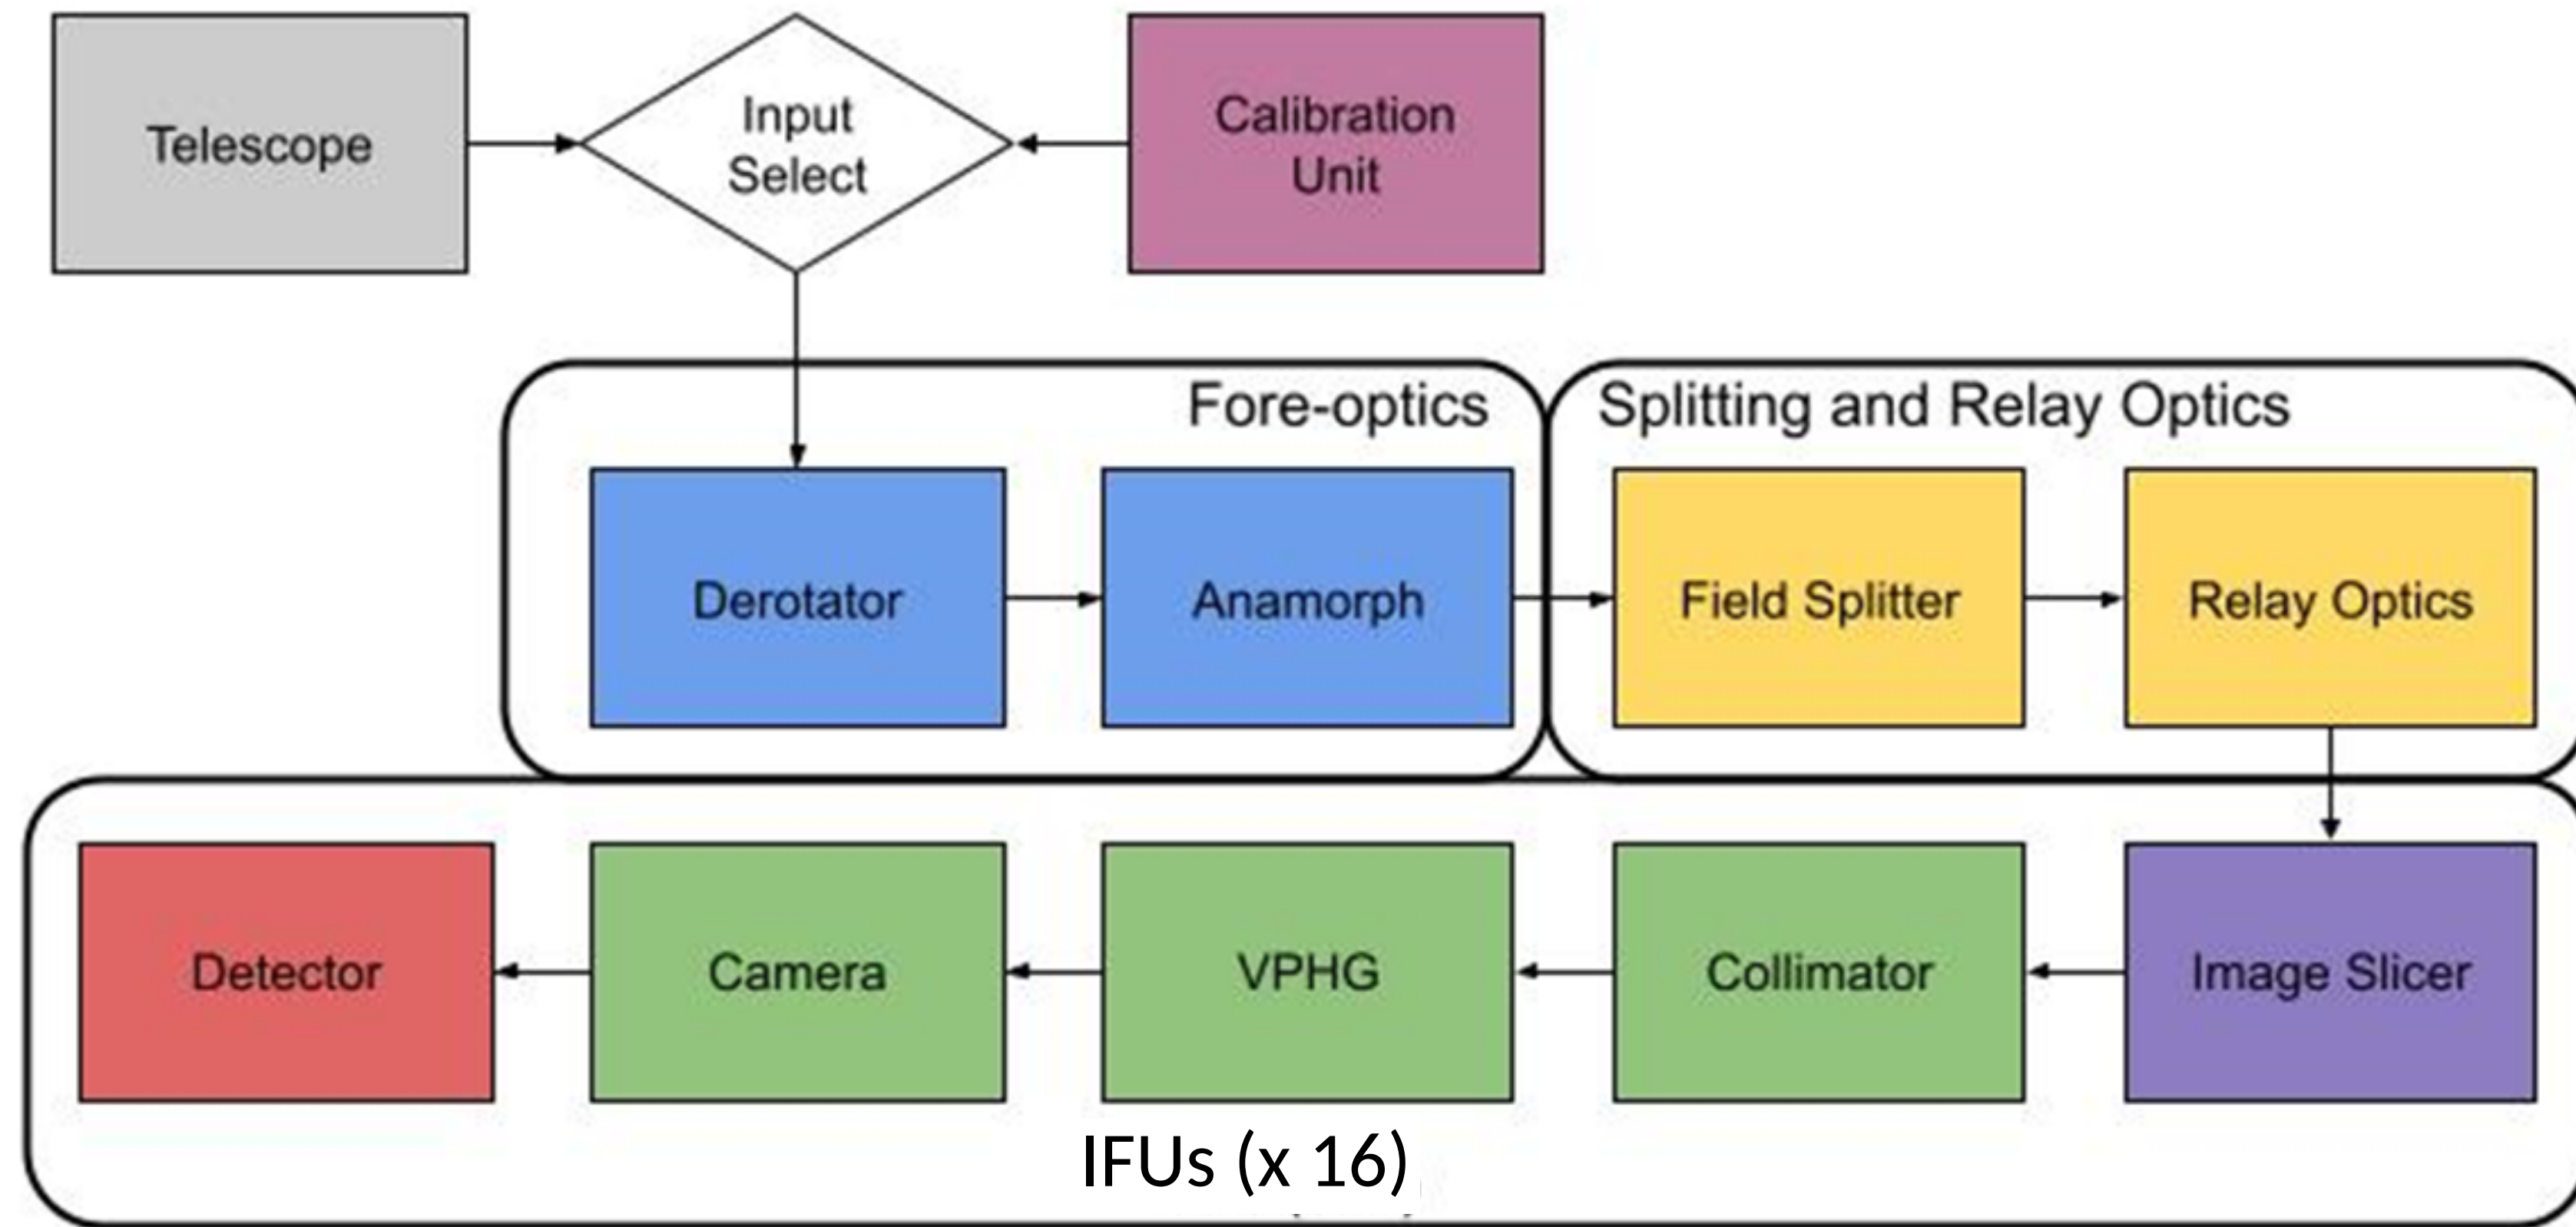 Telescope
Input
Select
Calibration
Unit
Fore-optics
Splitting and Relay Optics
Derotator
Anamorph
Field Splitter
Relay Optics
Detector
Camera
VPHG
Collimator
Image Slicer
IFUs (x 16)